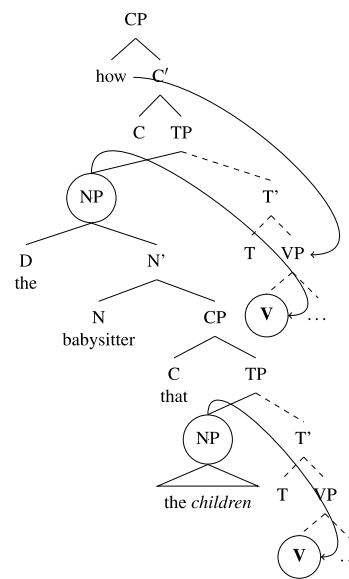 CP
how C′
C TP
NP T’
D N’ T VP
the
N CP V ...
babysitter
C TP
that
NP T’
the children T VP
V ..